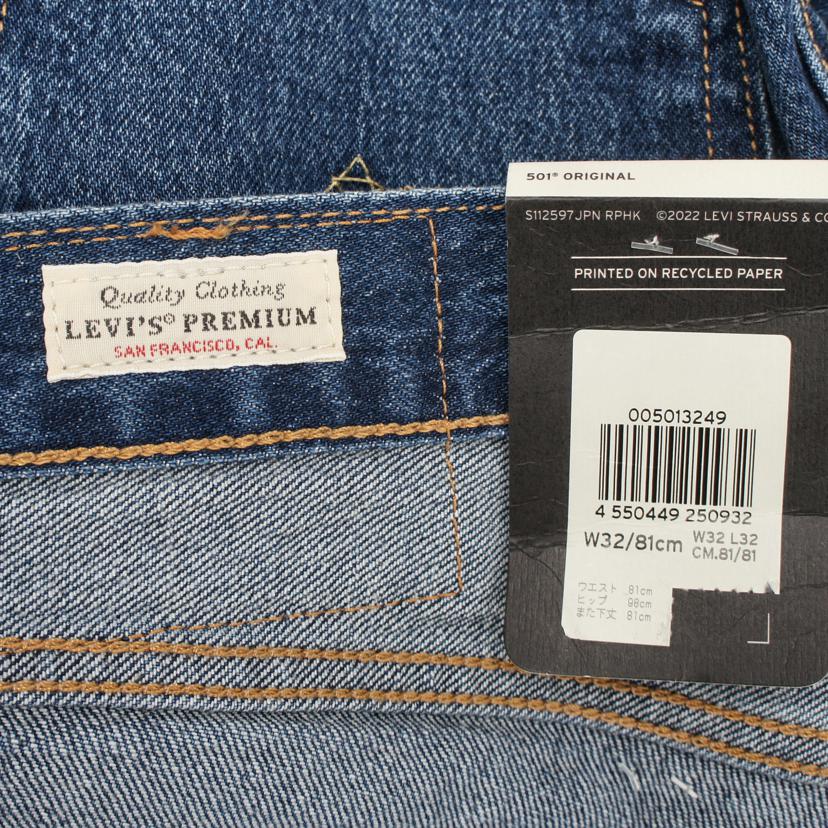 Quality Clothing
LEVI'S® PREMIUM
SAN FRANCISCO, CAL.
501® ORIGINAL
S112597JPN RPHK ©2022 LEVI STRAUSS & CO
PRINTED ON RECYCLED PAPER
005013249
4 550449 250932
W32/81cm W32 L32
CM.81/81
ウエスト 81cm
ヒップ 98cm
また下丈 81cm